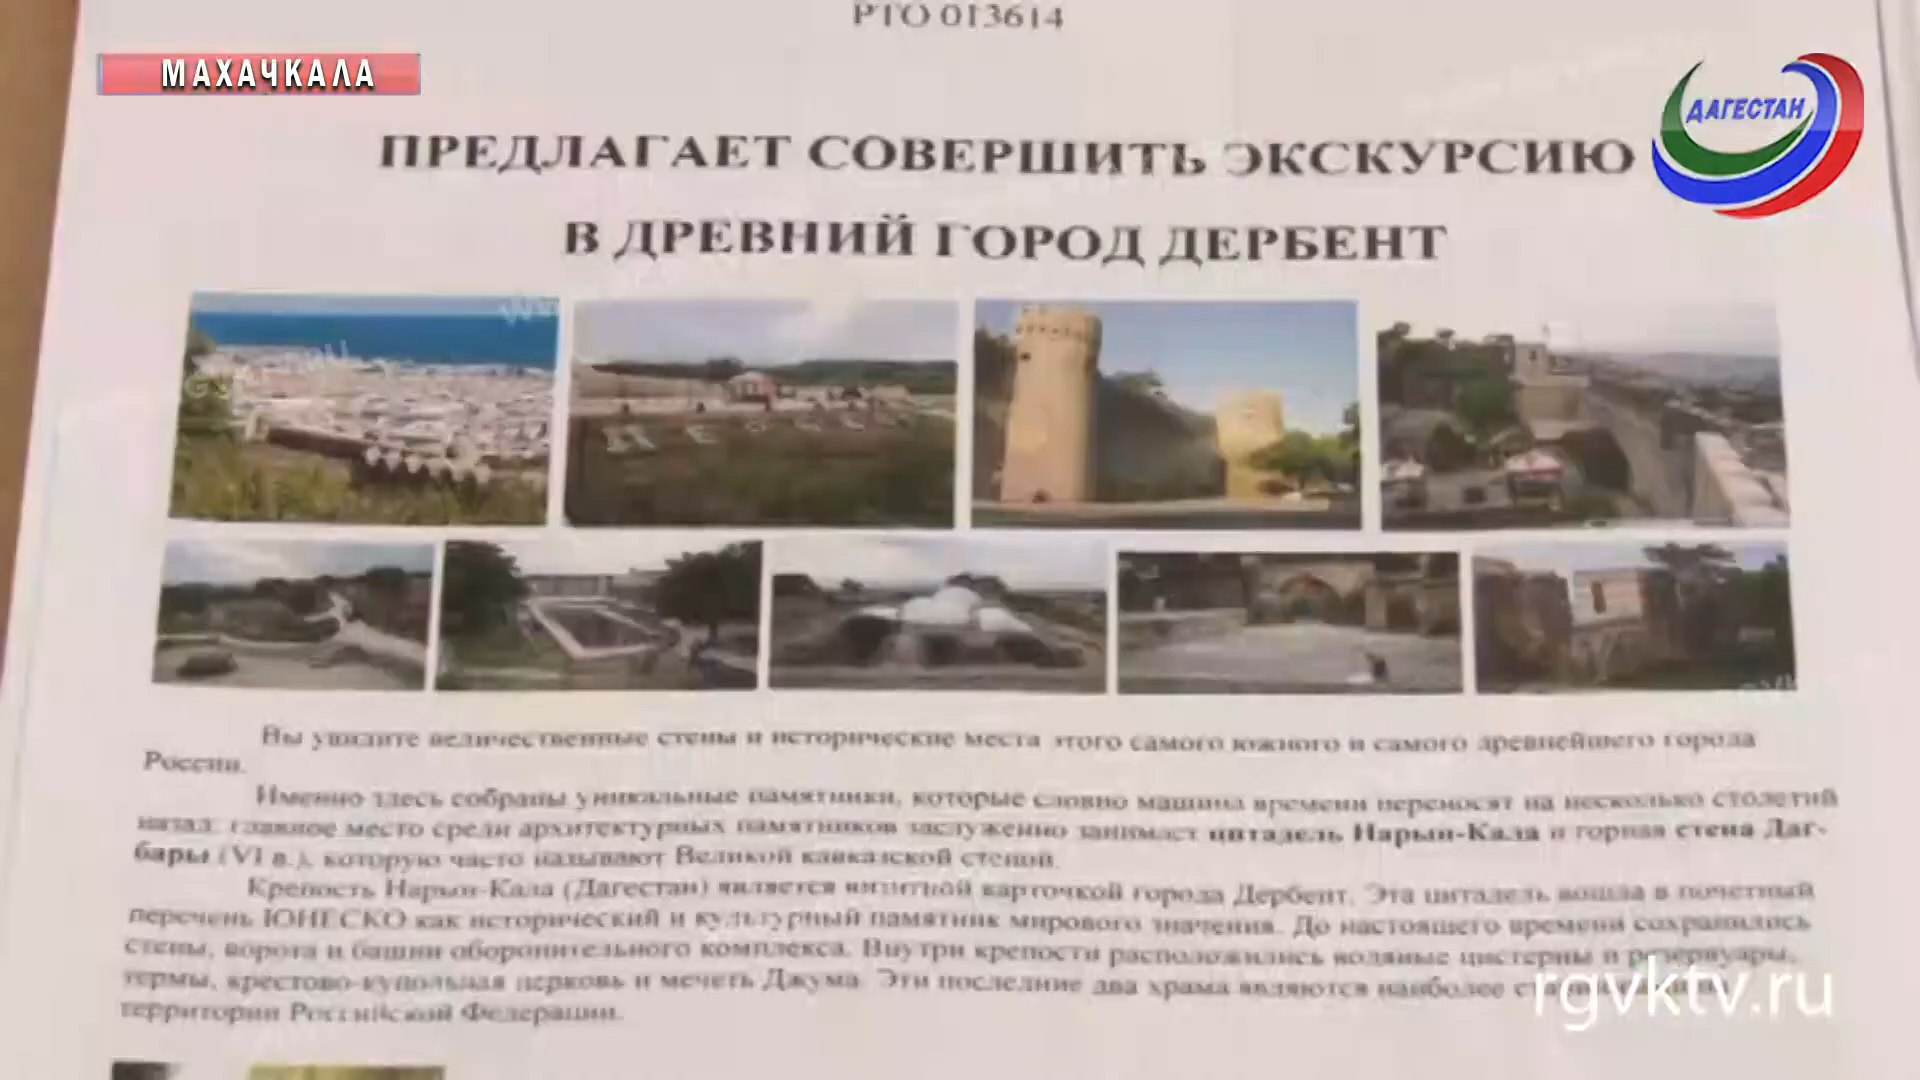 РТО 013614
МАХАЧКАЛА
ДАГЕСТАН
ПРЕДЛАГАЕТ СОВЕРШИТЬ ЭКСКУРСИЮ
В ДРЕВНИЙ ГОРОД ДЕРБЕНТ
Вы увидите величественные стены и исторические места этого самого южного и самого древнейшего города
России.
Именно здесь собраны уникальные памятники, которые словно машина времени переносят на несколько столетий
назад: главное место среди архитектурных памятников заслуженно занимает цитадель Нарын-Кала и горная стена Даг-
бары (VI в.), которую часто называют Великой кавказской стеной.
Крепость Нарын-Кала (Дагестан) является визитной карточкой города Дербент. Эта цитадель вошла в почетный
перечень ЮНЕСКО как исторический и культурный памятник мирового значения. До настоящего времени сохранились
стены, ворота и башни оборонительного комплекса. Внутри крепости расположились водяные цистерны и резервуары,
термы, крестово-купольная церковь и мечеть Джума. Эти последние два храма являются наиболее
территории Российской Федерации.
rgvktv.ru